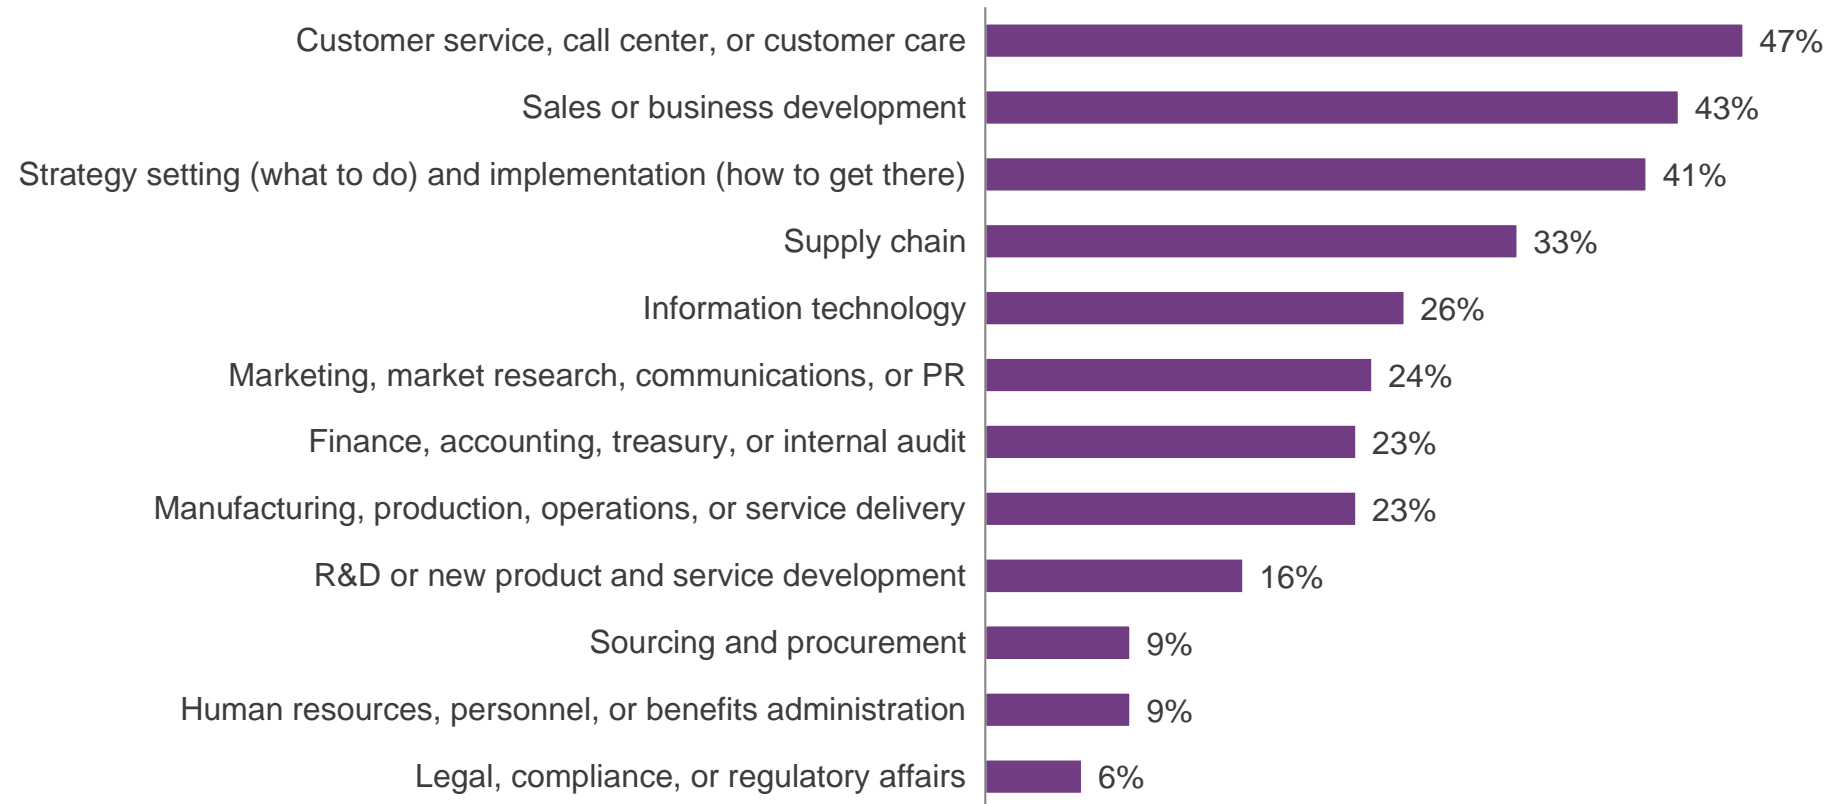 Customer service, call center, or customer care 47%
Sales or business development 43%
Strategy setting (what to do) and implementation (how to get there) 41%
Supply chain 33%
Information technology 26%
Marketing, market research, communications, or PR 24%
Finance, accounting, treasury, or internal audit 23%
Manufacturing, production, operations, or service delivery 23%
R&D or new product and service development 16%
Sourcing and procurement 9%
Human resources, personnel, or benefits administration 9%
Legal, compliance, or regulatory affairs 6%